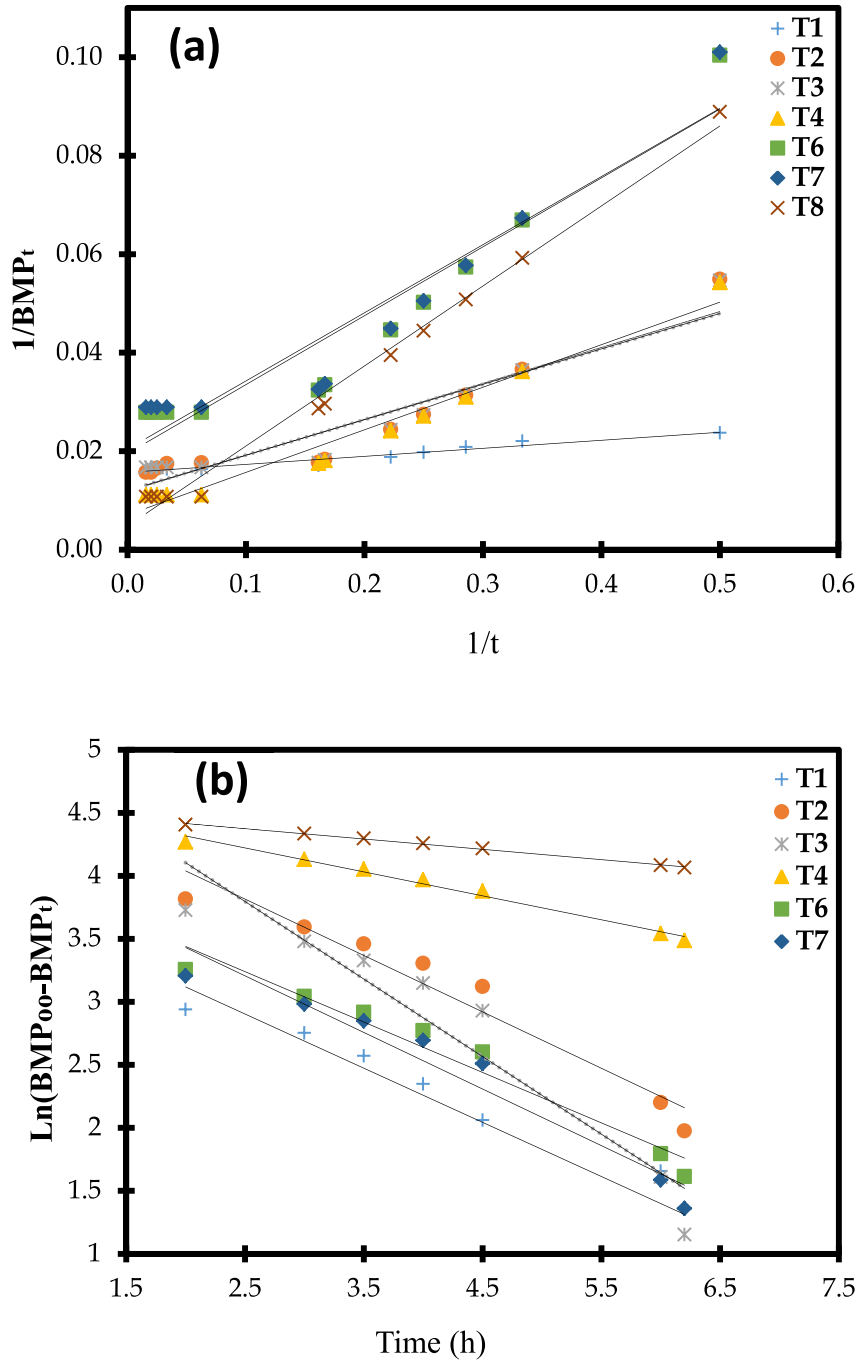 (a)
T1
T2
T3
T4
T6
T7
T8
0.10
0.08
0.06
0.04
0.02
0.00
1/BMPt
0.0 0.1 0.2 0.3 0.4 0.5 0.6
1/t
(b)
T1
T2
T3
T4
T6
T7
5
4.5
4
3.5
3
2.5
2
1.5
1
Ln(BMPoo-BMPt)
1.5 2.5 3.5 4.5 5.5 6.5 7.5
Time (h)